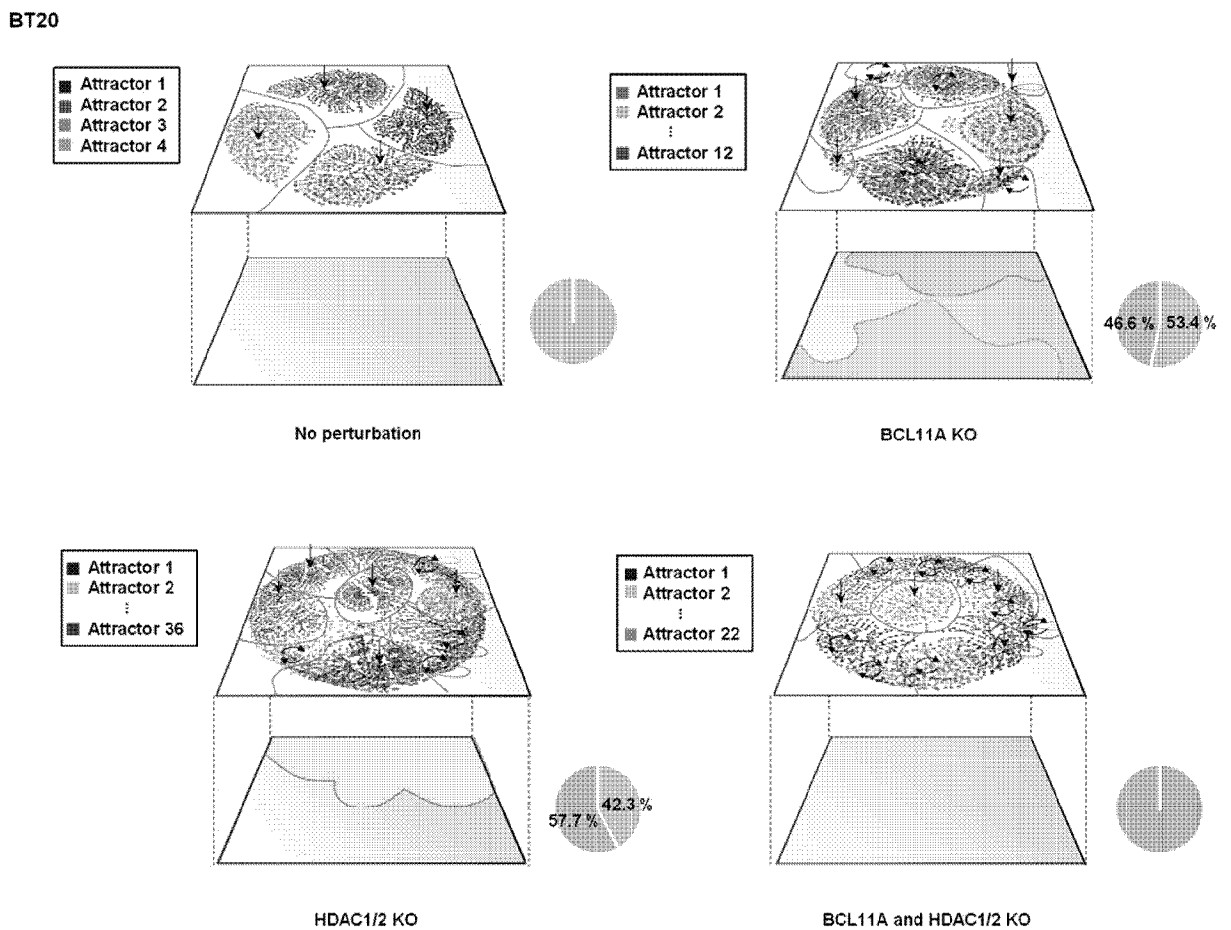 BT20
Attractor 1
Attractor 2
Attractor 3
Attractor 4
No perturbation
Attractor 1
Attractor 2
⋮
Attractor 12
46.6 %
53.4 %
BCL11A KO
Attractor 1
Attractor 2
⋮
Attractor 36
57.7 %
42.3 %
HDAC1/2 KO
Attractor 1
Attractor 2
⋮
Attractor 22
BCL11A and HDAC1/2 KO